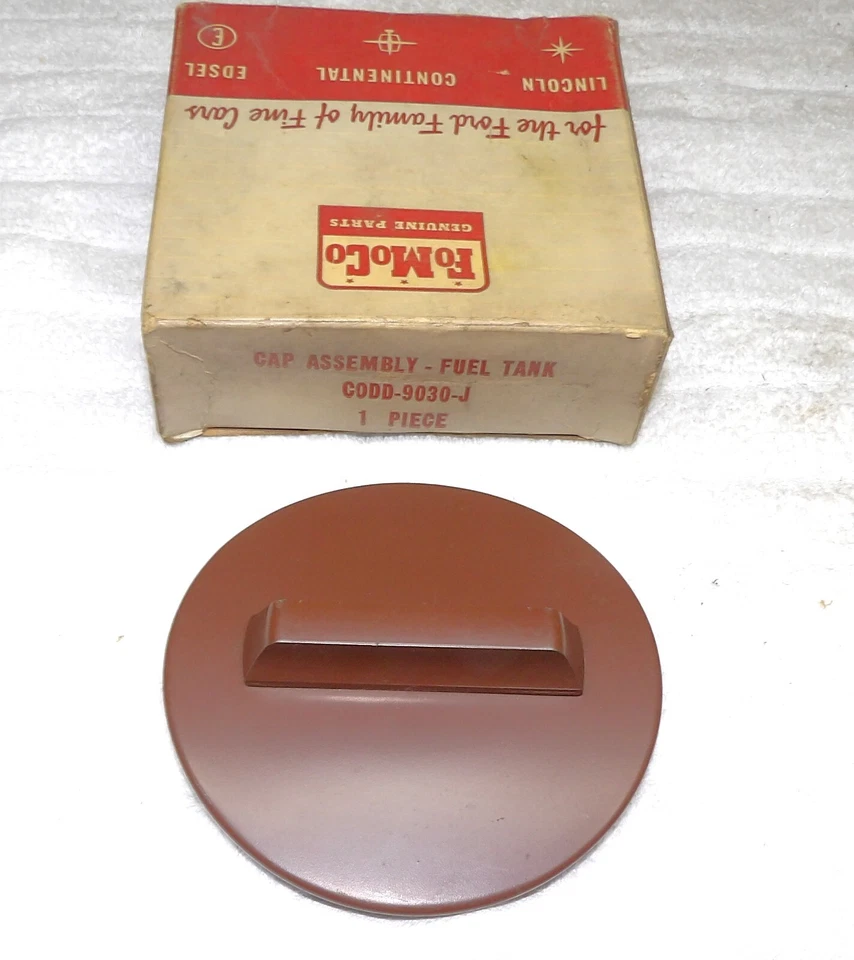 LINCOLN CONTINENTAL EDSEL E
for the Ford Family of Fine Cars
FoMoCo
GENUINE PARTS
CAP ASSEMBLY - FUEL TANK
CODD-9030-J
1 PIECE